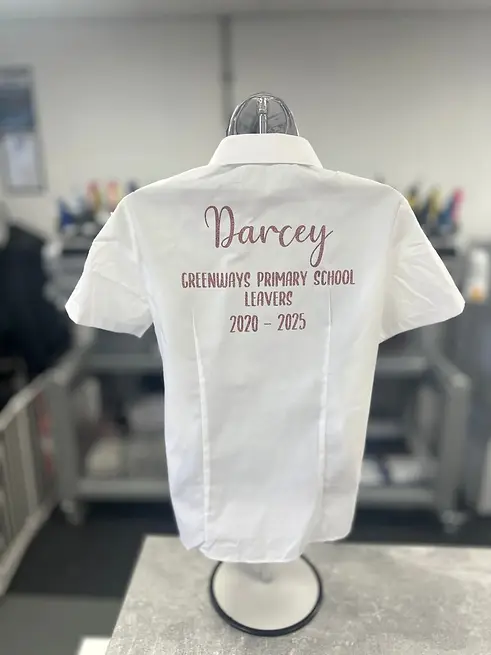 Darcey
GREENWAYS PRIMARY SCHOOL
LEAVERS
2020 - 2025